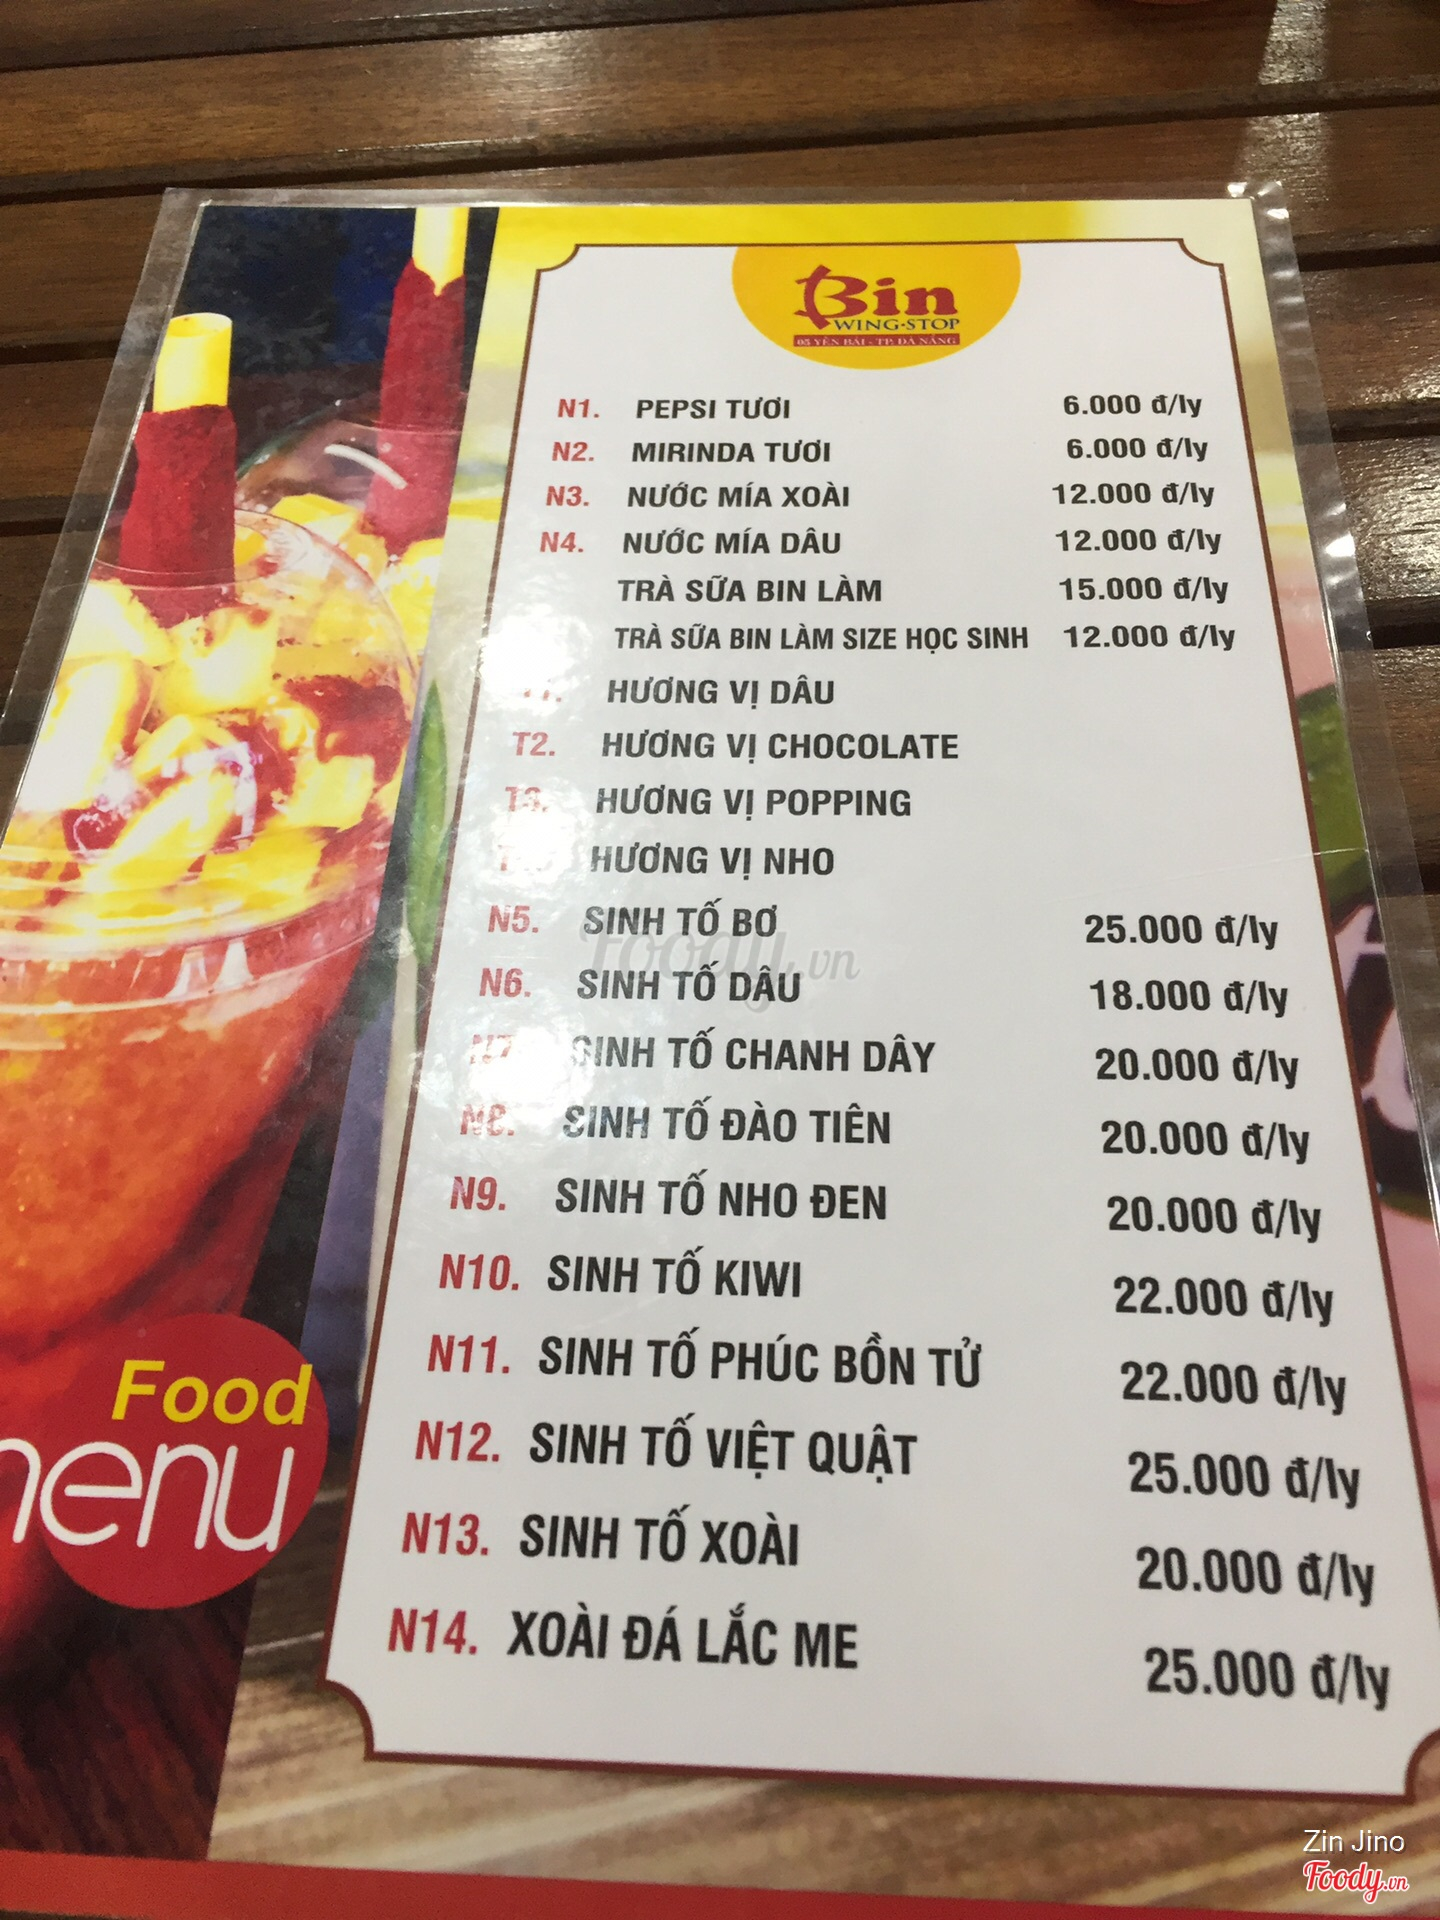 Bin
WING-STOP
05 YÊN BÁI - TP. ĐÀ NẴNG
N1. PEPSI TƯƠI 6.000 đ/ly
N2. MIRINDA TƯƠI 6.000 đ/ly
N3. NƯỚC MÍA XOÀI 12.000 đ/ly
N4. NƯỚC MÍA DÂU 12.000 đ/ly
TRÀ SỮA BIN LÀM 15.000 đ/ly
TRÀ SỮA BIN LÀM SIZE HỌC SINH 12.000 đ/ly
HƯƠNG VỊ DÂU
T2. HƯƠNG VỊ CHOCOLATE
T3. HƯƠNG VỊ POPPING
HƯƠNG VỊ NHO
N5. SINH TỐ BƠ 25.000 đ/ly
N6. SINH TỐ DÂU 18.000 đ/ly
N7. SINH TỐ CHANH DÂY 20.000 đ/ly
N8. SINH TỐ ĐÀO TIÊN 20.000 đ/ly
N9. SINH TỐ NHO ĐEN 20.000 đ/ly
N10. SINH TỐ KIWI 22.000 đ/ly
N11. SINH TỐ PHÚC BỒN TỬ 22.000 đ/ly
N12. SINH TỐ VIỆT QUẬT 25.000 đ/ly
N13. SINH TỐ XOÀI 20.000 đ/ly
N14. XOÀI ĐÁ LẮC ME 25.000 đ/ly
Food
menu
Foody.vn
Zin Jino
Foody.vn